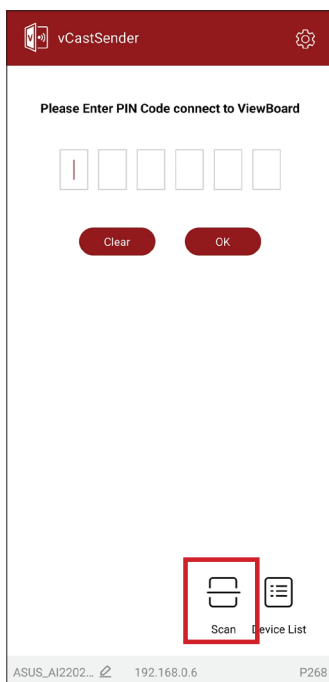 vCastSender
Please Enter PIN Code connect to ViewBoard
Clear OK
Scan Device List
ASUS_AI2202... 192.168.0.6 P268